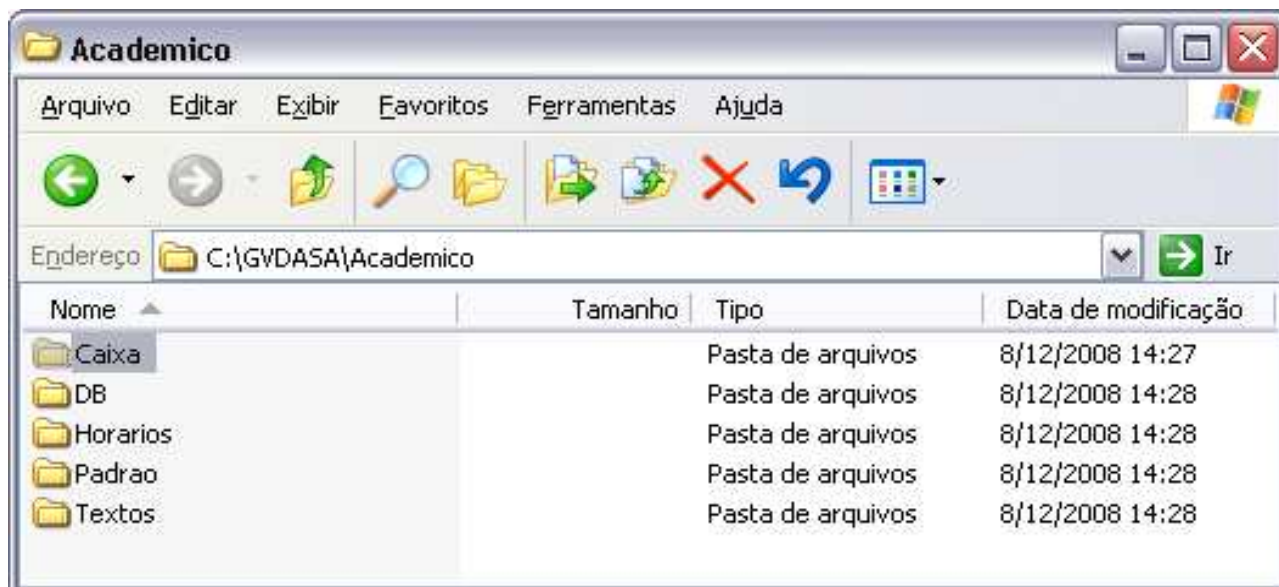 Academico
Arquivo Editar Exibir Favoritos Ferramentas Ajuda
Endereço C:\GVDASA\Academico Ir
Nome Tamanho Tipo Data de modificação
Caixa Pasta de arquivos 8/12/2008 14:27
DB Pasta de arquivos 8/12/2008 14:28
Horarios Pasta de arquivos 8/12/2008 14:28
Padrao Pasta de arquivos 8/12/2008 14:28
Textos Pasta de arquivos 8/12/2008 14:28